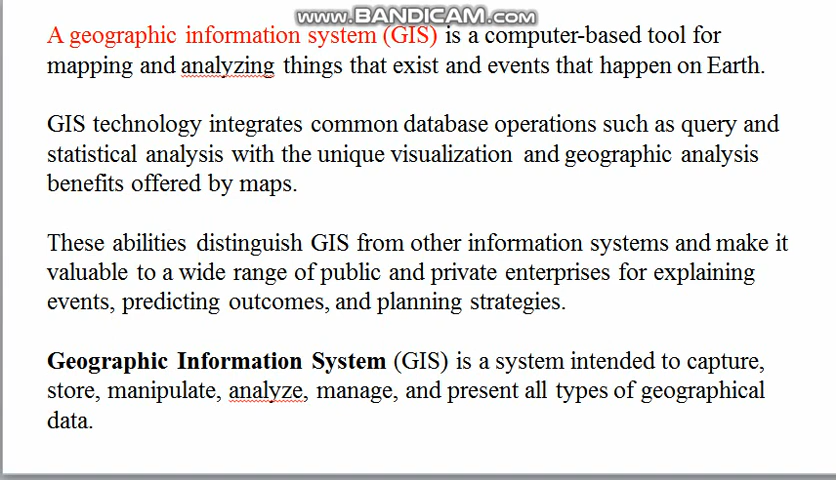 www.BANDICAM.com
A geographic information system (GIS) is a computer-based tool for
mapping and analyzing things that exist and events that happen on Earth.
GIS technology integrates common database operations such as query and
statistical analysis with the unique visualization and geographic analysis
benefits offered by maps.
These abilities distinguish GIS from other information systems and make it
valuable to a wide range of public and private enterprises for explaining
events, predicting outcomes, and planning strategies.
Geographic Information System (GIS) is a system intended to capture,
store, manipulate, analyze, manage, and present all types of geographical
data.